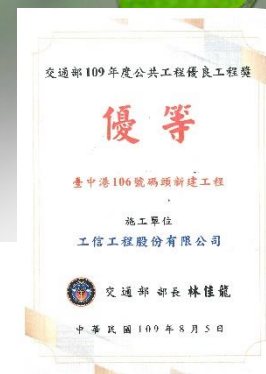 交通部109年度公共工程優良工程獎
優等
臺中港106號碼頭新建工程
施工單位
工信工程股份有限公司
交通部 部長 林佳龍
中華民國109年8月5日